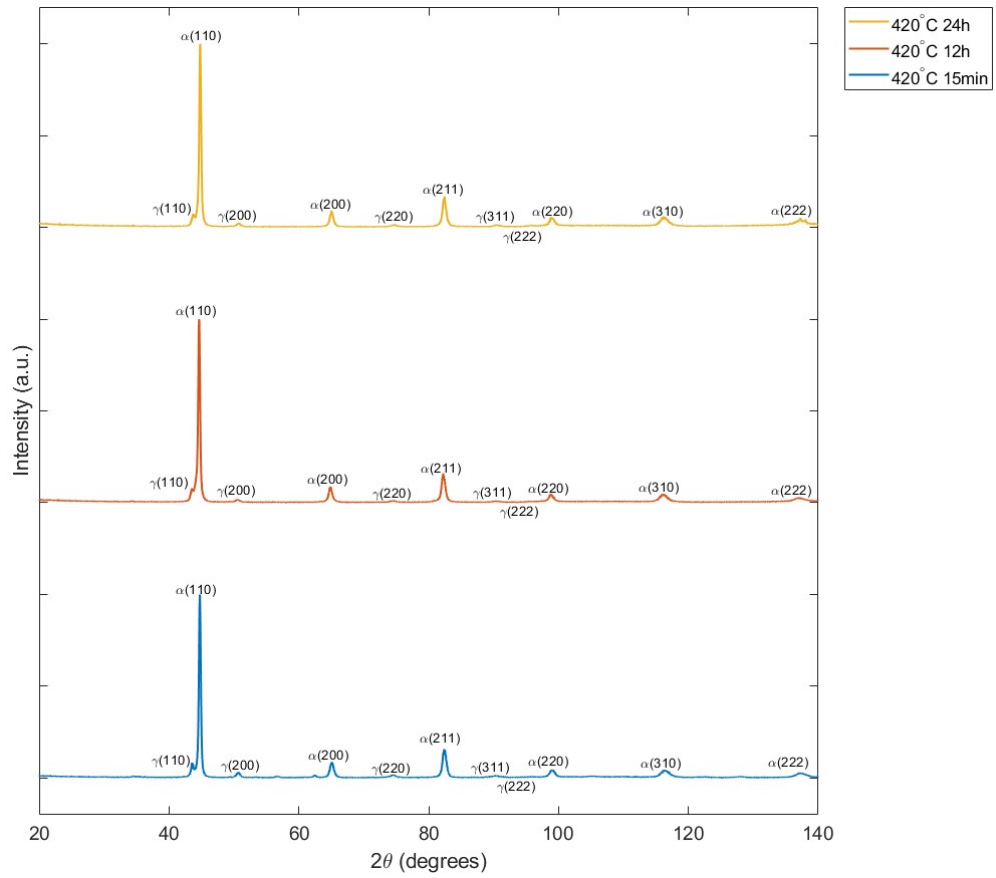 420°C 24h
420°C 12h
420°C 15min
α(110)
γ(110)
γ(200)
α(200)
γ(220)
α(211)
γ(311)
γ(222)
α(220)
α(310)
α(222)
α(110)
γ(110)
γ(200)
α(200)
γ(220)
α(211)
γ(311)
γ(222)
α(220)
α(310)
α(222)
α(110)
γ(110)
γ(200)
α(200)
γ(220)
α(211)
γ(311)
γ(222)
α(220)
α(310)
α(222)
Intensity (a.u.)
20 40 60 80 100 120 140
2θ (degrees)